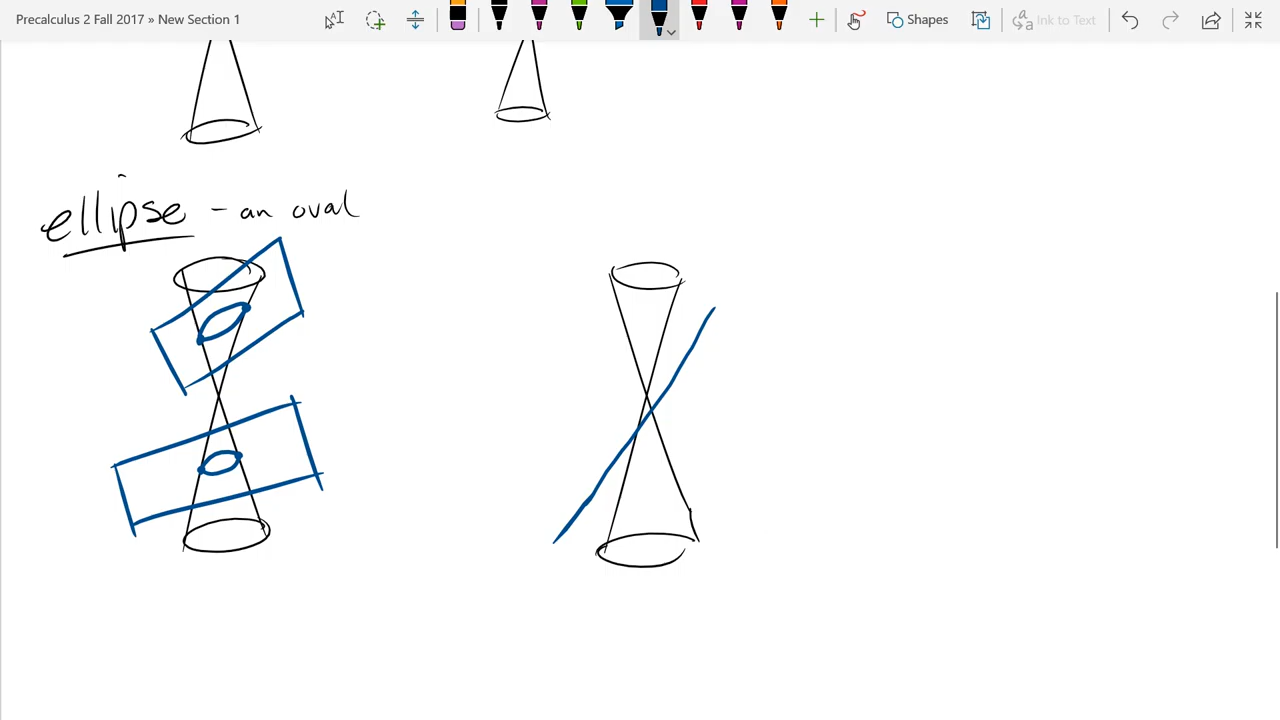 Precalculus 2 Fall 2017 » New Section 1
Shapes
Ink to Text
ellipse - an oval